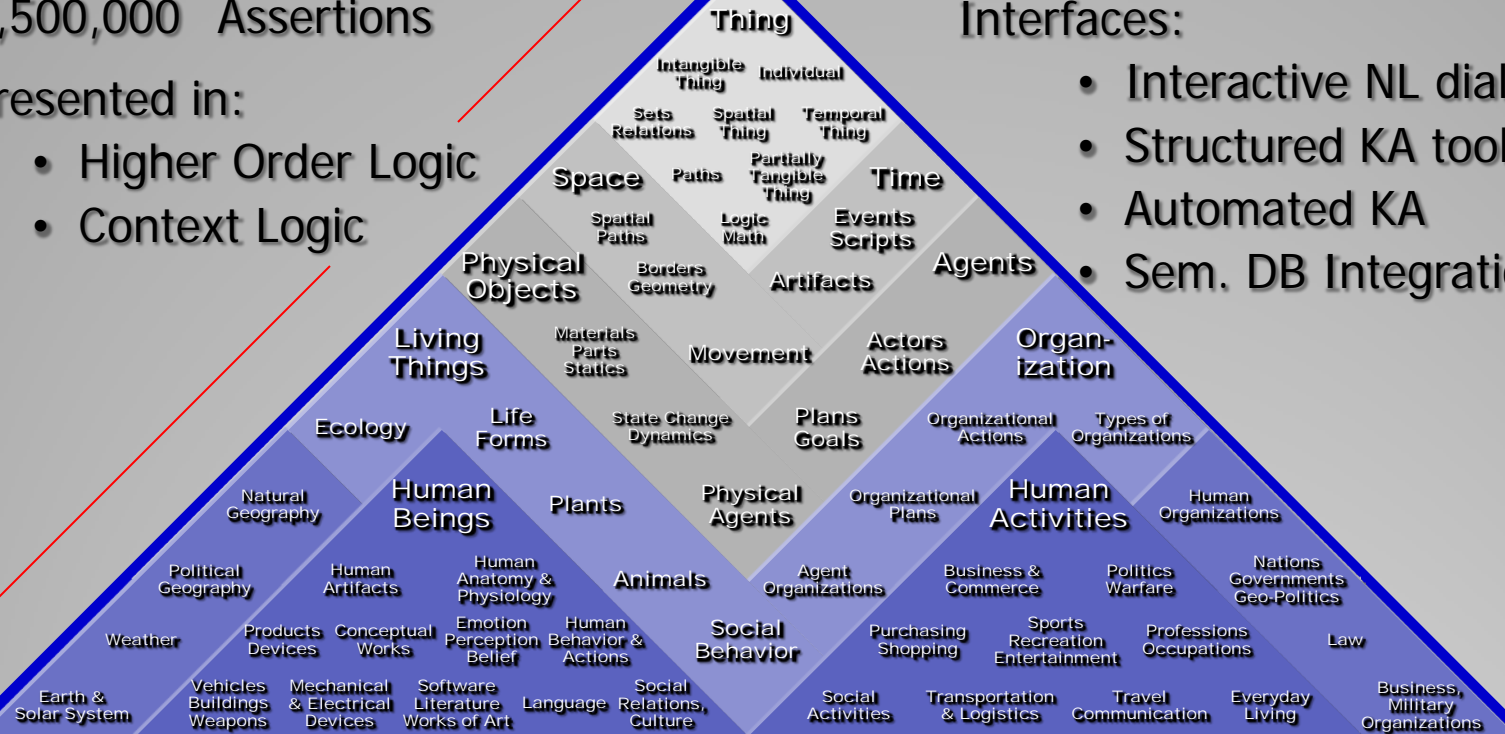 ,500,000 Assertions
resented in:
• Higher Order Logic
• Context Logic
Interfaces:
• Interactive NL dial
• Structured KA tool
• Automated KA
• Sem. DB Integrati
Thing
Intangible
Thing
Individual
Sets
Relations
Spatial
Thing
Temporal
Thing
Space
Paths
Partially
Tangible
Thing
Time
Spatial
Paths
Logic
Math
Events
Scripts
Physical
Objects
Borders
Geometry
Artifacts
Agents
Living
Things
Materials
Parts
Statics
Movement
Actors
Actions
Organ-
ization
Ecology
Life
Forms
State Change
Dynamics
Plans
Goals
Organizational
Actions
Types of
Organizations
Natural
Geography
Human
Beings
Plants
Physical
Agents
Organizational
Plans
Human
Activities
Human
Organizations
Political
Geography
Human
Artifacts
Human
Anatomy &
Physiology
Animals
Agent
Organizations
Business &
Commerce
Politics
Warfare
Nations
Governments
Geo-Politics
Weather
Products
Devices
Conceptual
Works
Emotion
Perception
Belief
Human
Behavior &
Actions
Social
Behavior
Purchasing
Shopping
Sports
Recreation
Entertainment
Professions
Occupations
Law
Earth &
Solar System
Vehicles
Buildings
Weapons
Mechanical
& Electrical
Devices
Software
Literature
Works of Art
Language
Social
Relations,
Culture
Social
Activities
Transportation
& Logistics
Travel
Communication
Everyday
Living
Business,
Military
Organizations